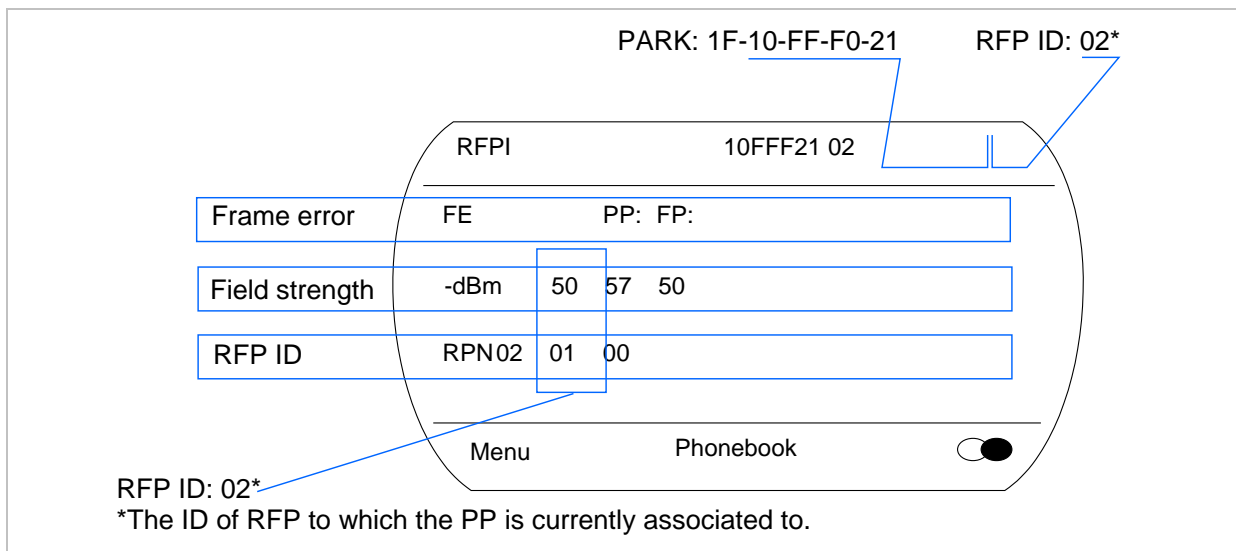 PARK: 1F-10-FF-F0-21 RFP ID: 02*
RFPI 10FFF21 02
Frame error FE PP: FP:
Field strength -dBm 50 57 50
RFP ID RPN02 01 00
Menu Phonebook
RFP ID: 02*
*The ID of RFP to which the PP is currently associated to.